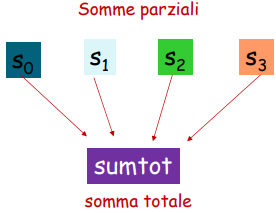 Somme parziali
s0 s1 s2 s3
sumtot
somma totale